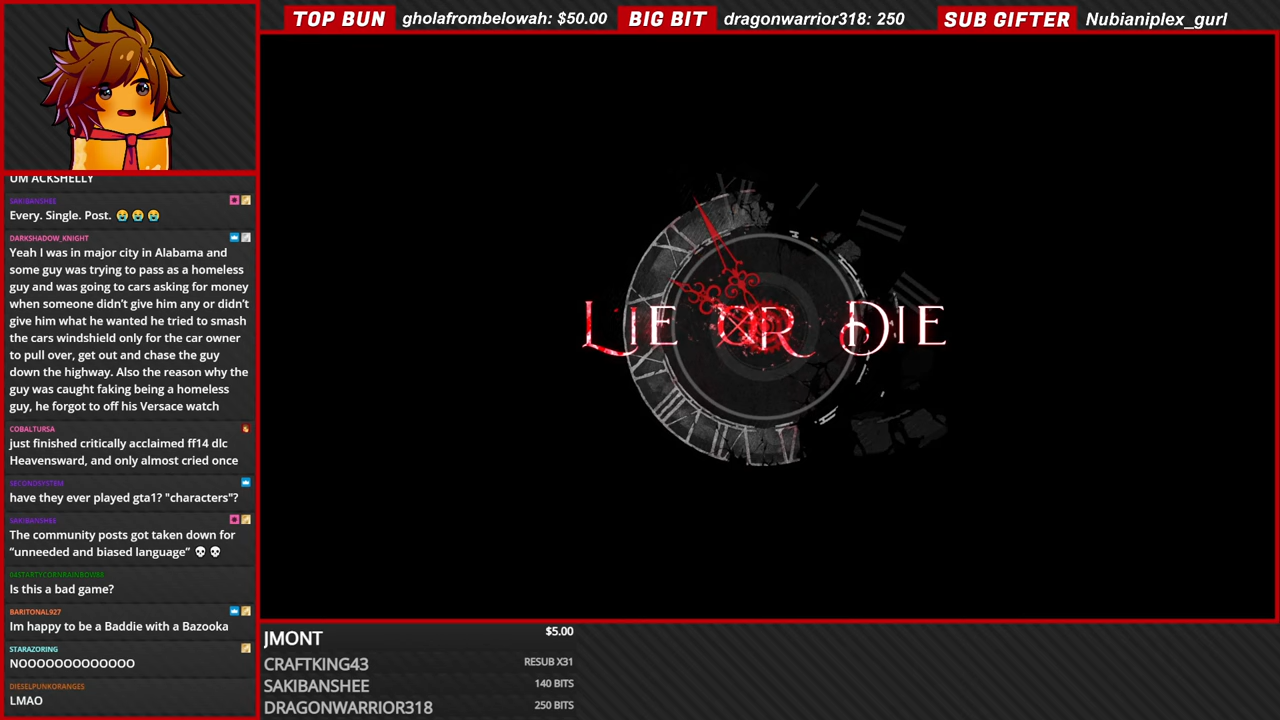 TOP BUN gholafrombelowah: $50.00 BIG BIT dragonwarrior318: 250 SUB GIFTER Nubianiplex_gurl
UM ACKSHELLY
SAKIBANSHEE
Every. Single. Post. 😭 😭 😭
DARKSHADOW_KNIGHT
Yeah I was in major city in Alabama and
some guy was trying to pass as a homeless
guy and was going to cars asking for money
when someone didn't give him any or didn't
give him what he wanted he tried to smash
the cars windshield only for the car owner
to pull over, get out and chase the guy
down the highway. Also the reason why the
guy was caught faking being a homeless
guy, he forgot to off his Versace watch
COBALTURSA
just finished critically acclaimed ff14 dlc
Heavensward, and only almost cried once
SECONDSYSTEM
have they ever played gta1? "characters"?
SAKIBANSHEE
The community posts got taken down for
“unneeded and biased language” 💀 💀
Is this a bad game?
BARITONAL927
Im happy to be a Baddie with a Bazooka
STARAZORING
NOOOOOOOOOOOOO
DIESELPUNKORANGES
LMAO
LIE OR DIE
JMONT $5.00
CRAFTKING43 RESUB X31
SAKIBANSHEE 140 BITS
DRAGONWARRIOR318 250 BITS